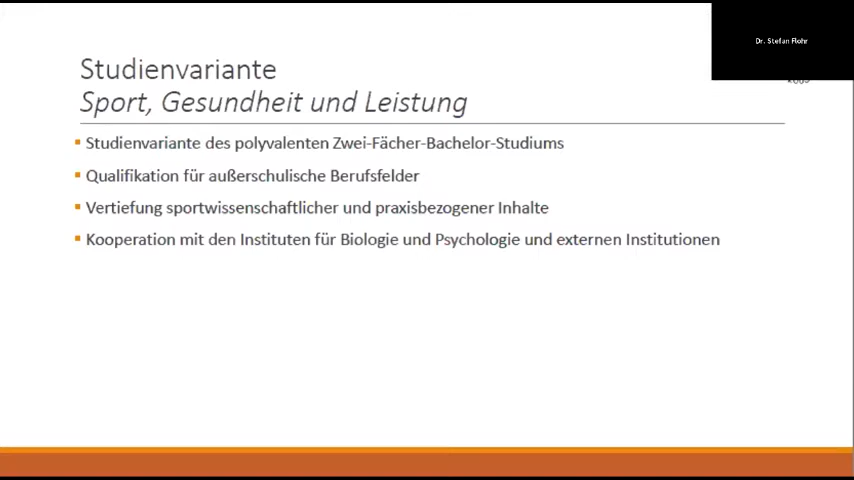 Dr. Stefan Flohr
Studienvariante
Sport, Gesundheit und Leistung
Studienvariante des polyvalenten Zwei-Fächer-Bachelor-Studiums
Qualifikation für außerschulische Berufsfelder
Vertiefung sportwissenschaftlicher und praxisbezogener Inhalte
Kooperation mit den Instituten für Biologie und Psychologie und externen Institutionen